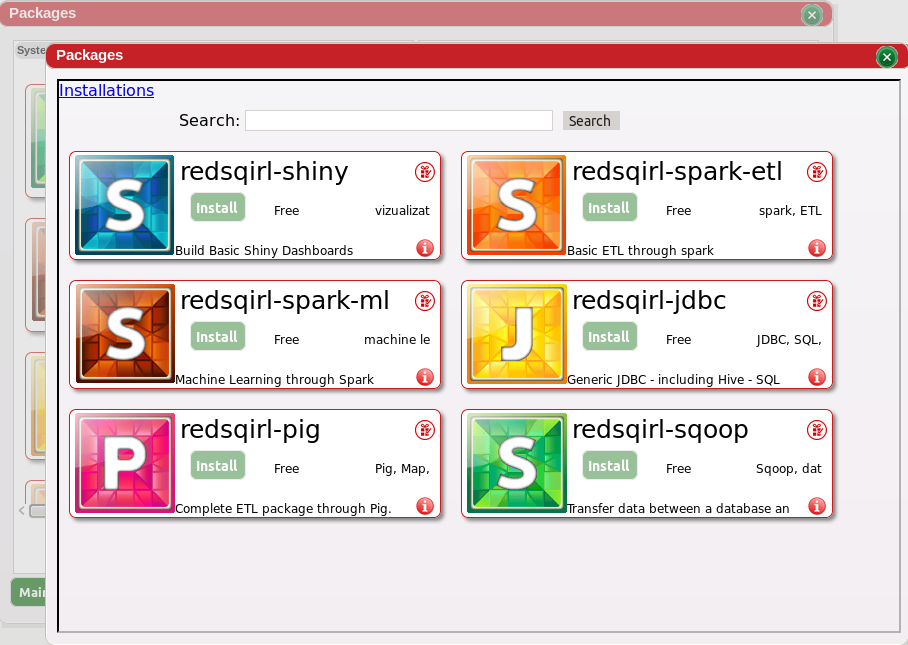 Packages
Syste
Packages
Installations
Search:
Search
S
redsqirl-shiny
Install
Free
vizualizat
Build Basic Shiny Dashboards
i
S
redsqirl-spark-etl
Install
Free
spark, ETL
Basic ETL through spark
i
S
redsqirl-spark-ml
Install
Free
machine le
Machine Learning through Spark
i
J
redsqirl-jdbc
Install
Free
JDBC, SQL,
Generic JDBC - including Hive - SQL
i
P
redsqirl-pig
Install
Free
Pig, Map,
Complete ETL package through Pig.
i
S
redsqirl-sqoop
Install
Free
Sqoop, dat
Transfer data between a database an
i
Mair